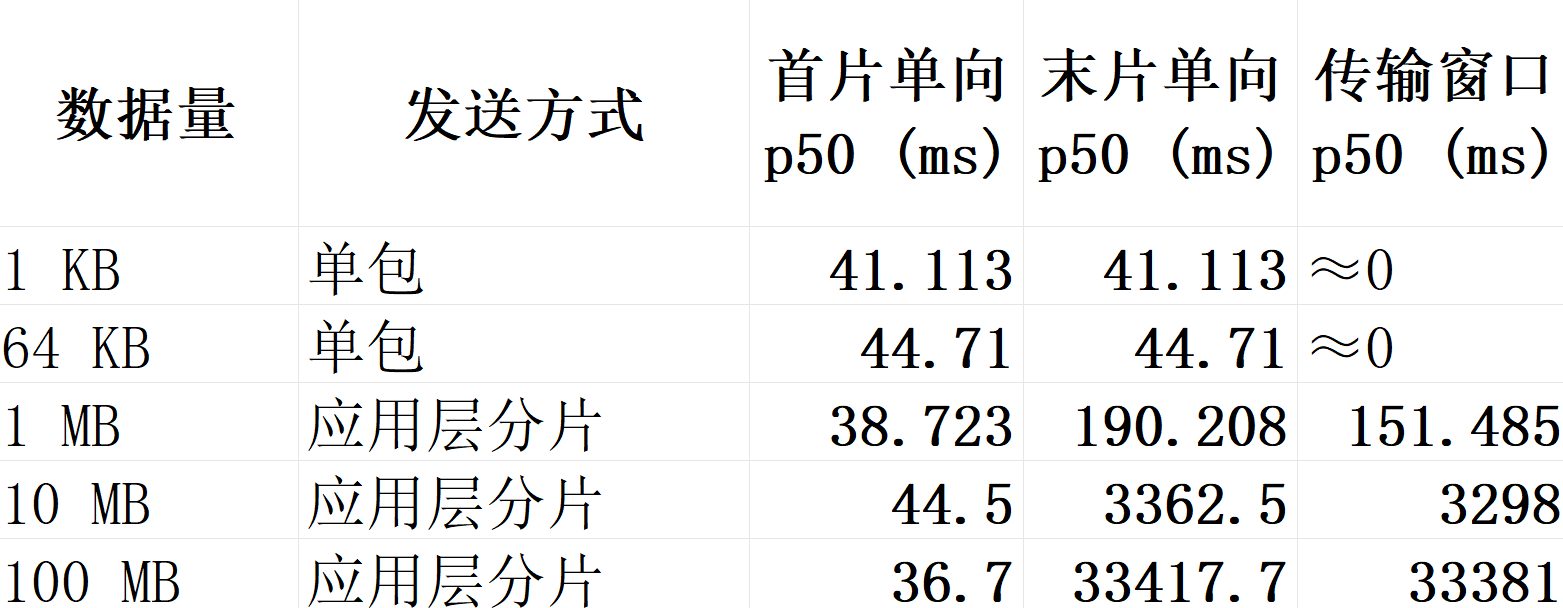 数据量 发送方式 首片单向 p50 (ms) 末片单向 p50 (ms) 传输窗口 p50 (ms)
1 KB 单包 41.113 41.113 ≈0
64 KB 单包 44.71 44.71 ≈0
1 MB 应用层分片 38.723 190.208 151.485
10 MB 应用层分片 44.5 3362.5 3298
100 MB 应用层分片 36.7 33417.7 33381